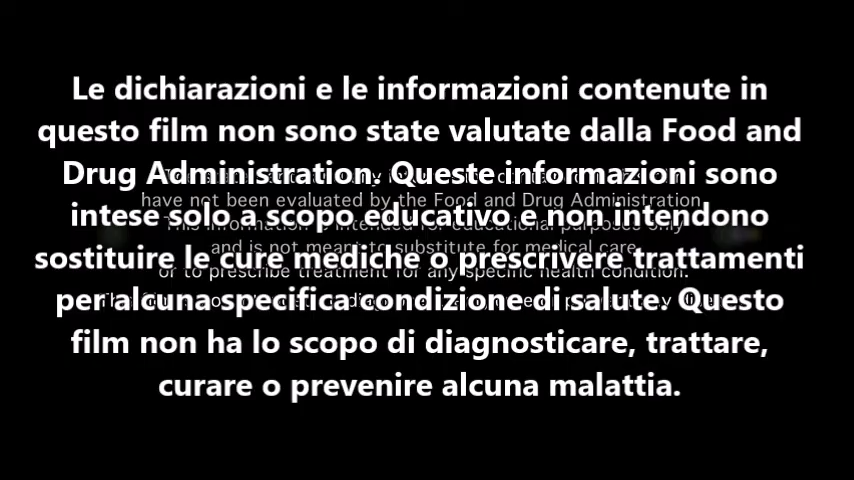 Le dichiarazioni e le informazioni contenute in
questo film non sono state valutate dalla Food and
Drug Administration. Queste informazioni sono
have not been evaluated by the Food and Drug Administration
intese solo a scopo educativo e non intendono
This information is intended for educational purposes only
and is not meant to substitute for medical care
sostituire le cure mediche o prescrivere trattamenti
or to prescribe treatment for any specific health condition.
per alcuna specifica condizione di salute. Questo
film non ha lo scopo di diagnosticare, trattare,
curare o prevenire alcuna malattia.